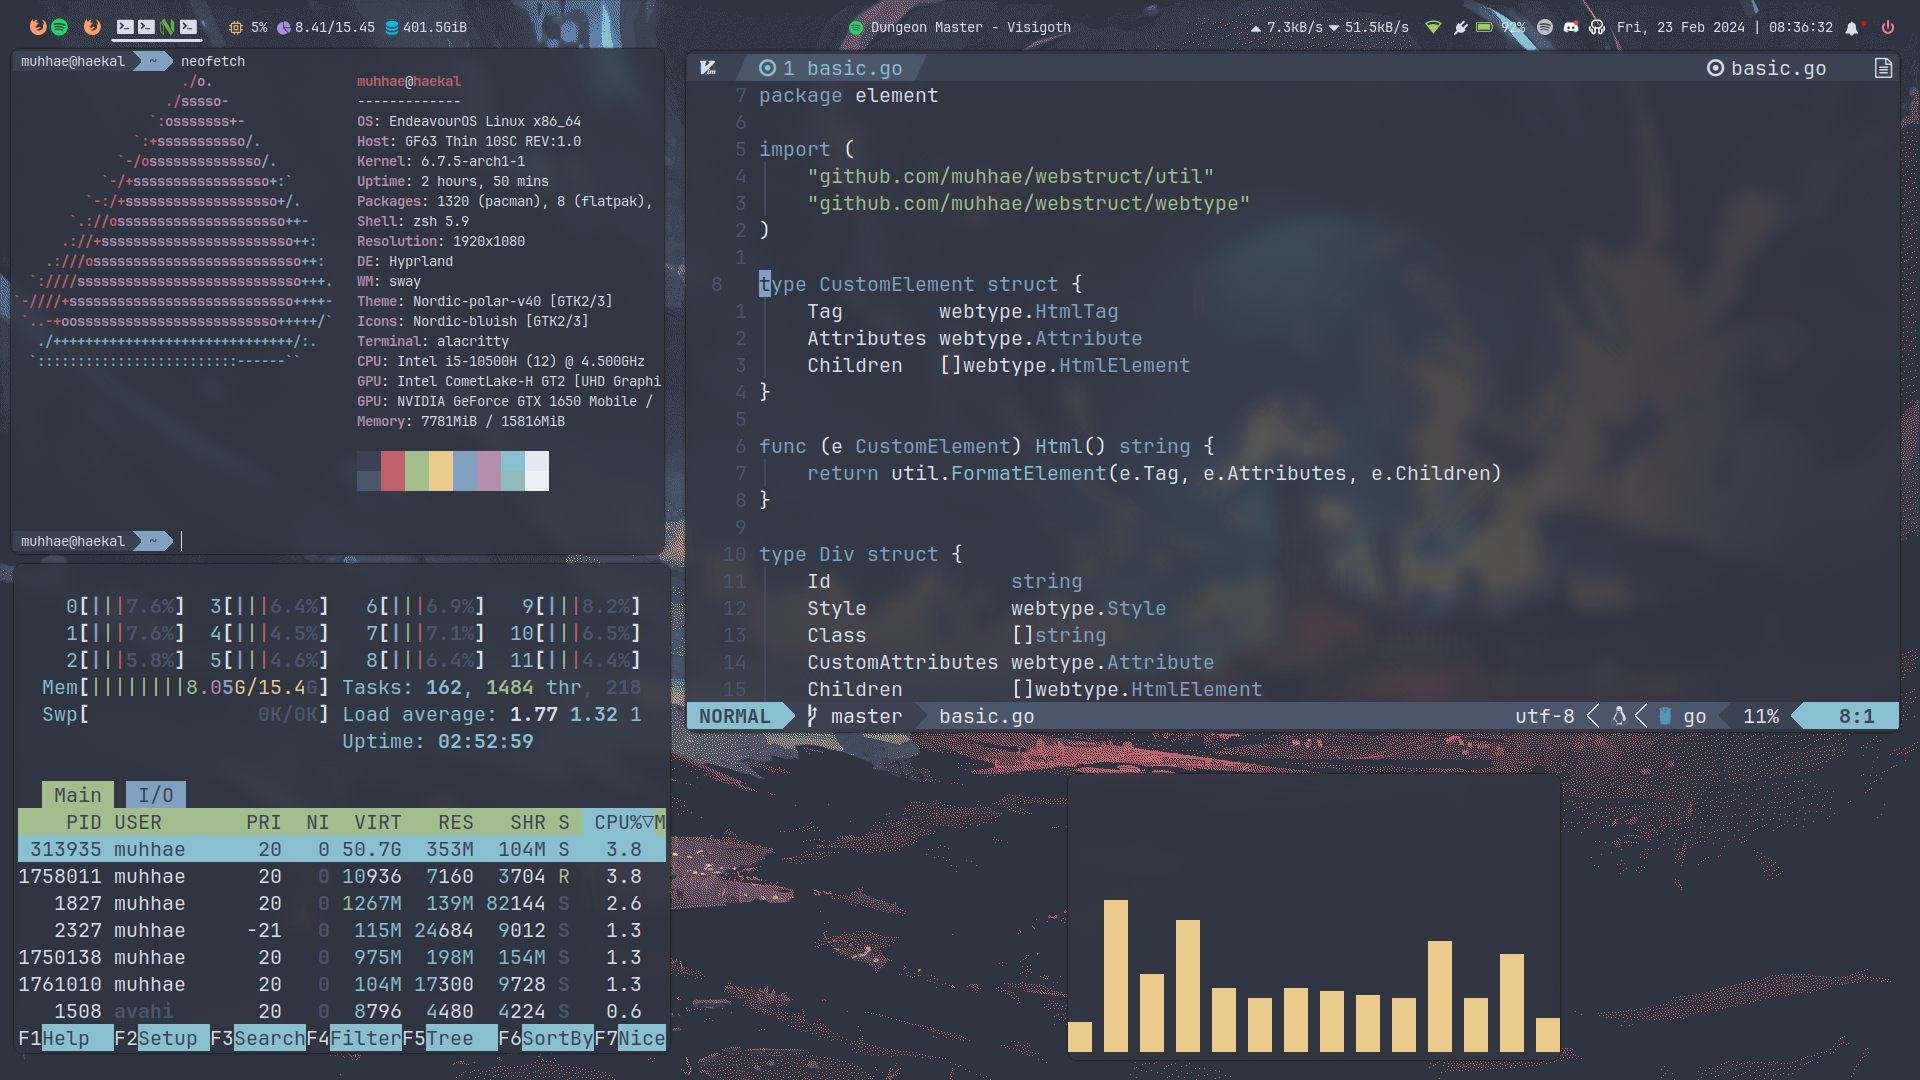 5% 8.41/15.45 401.56iB
Dungeon Master - Visigoth
7.3kB/s 51.5kB/s 92% Fri, 23 Feb 2024 | 08:36:32
muhhae@haekal ~ neofetch
./o. muhhae@haekal
./sssso- -------------
`:osssssss+- OS: EndeavourOS Linux x86_64
`:+sssssssssso/. Host: GF63 Thin 10SC REV:1.0
`-/ossssssssssssso/. Kernel: 6.7.5-arch1-1
`-/+sssssssssssssssso+:` Uptime: 2 hours, 50 mins
`-:/+sssssssssssssssssso+/. Packages: 1320 (pacman), 8 (flatpak),
`.://osssssssssssssssssssso++- Shell: zsh 5.9
.://+ssssssssssssssssssssssso++: Resolution: 1920x1080
.:///ossssssssssssssssssssssssso++: DE: Hyprland
`:////ssssssssssssssssssssssssssso+++. WM: sway
`-////+ssssssssssssssssssssssssssso++++- Theme: Nordic-polar-v40 [GTK2/3]
`..-+oosssssssssssssssssssssssso+++++/` Icons: Nordic-bluish [GTK2/3]
./++++++++++++++++++++++++++++++/:. Terminal: alacritty
`:::::::::::::::::::::::::------`` CPU: Intel i5-10500H (12) @ 4.500GHz
GPU: Intel CometLake-H GT2 [UHD Graphi
GPU: NVIDIA GeForce GTX 1650 Mobile /
Memory: 7781MiB / 15816MiB
muhhae@haekal ~
0[||||7.6%] 3[||||6.4%] 6[||||6.9%] 9[||||8.2%]
1[||||7.6%] 4[||||4.5%] 7[||||7.1%] 10[||||6.5%]
2[||||5.8%] 5[||||4.6%] 8[||||6.4%] 11[||||4.4%]
Mem[||||||||8.05G/15.4G] Tasks: 162, 1484 thr, 218
Swp[ 0K/0K] Load average: 1.77 1.32 1
Uptime: 02:52:59
Main I/O
PID USER PRI NI VIRT RES SHR S CPU%▽M
313935 muhhae 20 0 50.7G 353M 104M S 3.8
1758011 muhhae 20 0 10936 7160 3704 R 3.8
1827 muhhae 20 0 1267M 139M 82144 S 2.6
2327 muhhae -21 0 115M 24684 9012 S 1.3
1750138 muhhae 20 0 975M 198M 154M S 1.3
1761010 muhhae 20 0 104M 17300 9728 S 1.3
1508 avahi 20 0 8796 4480 4224 S 0.6
F1Help F2Setup F3SearchF4FilterF5Tree F6SortByF7Nice
1 basic.go basic.go
7 package element
6
5 import (
4 "github.com/muhhae/webstruct/util"
3 "github.com/muhhae/webstruct/webtype"
2 )
1
8 type CustomElement struct {
1 Tag webtype.HtmlTag
2 Attributes webtype.Attribute
3 Children []webtype.HtmlElement
4 }
5
6 func (e CustomElement) Html() string {
7 return util.FormatElement(e.Tag, e.Attributes, e.Children)
8 }
9
10 type Div struct {
11 Id string
12 Style webtype.Style
13 Class []string
14 CustomAttributes webtype.Attribute
15 Children []webtype.HtmlElement
NORMAL master basic.go utf-8 go 11% 8:1